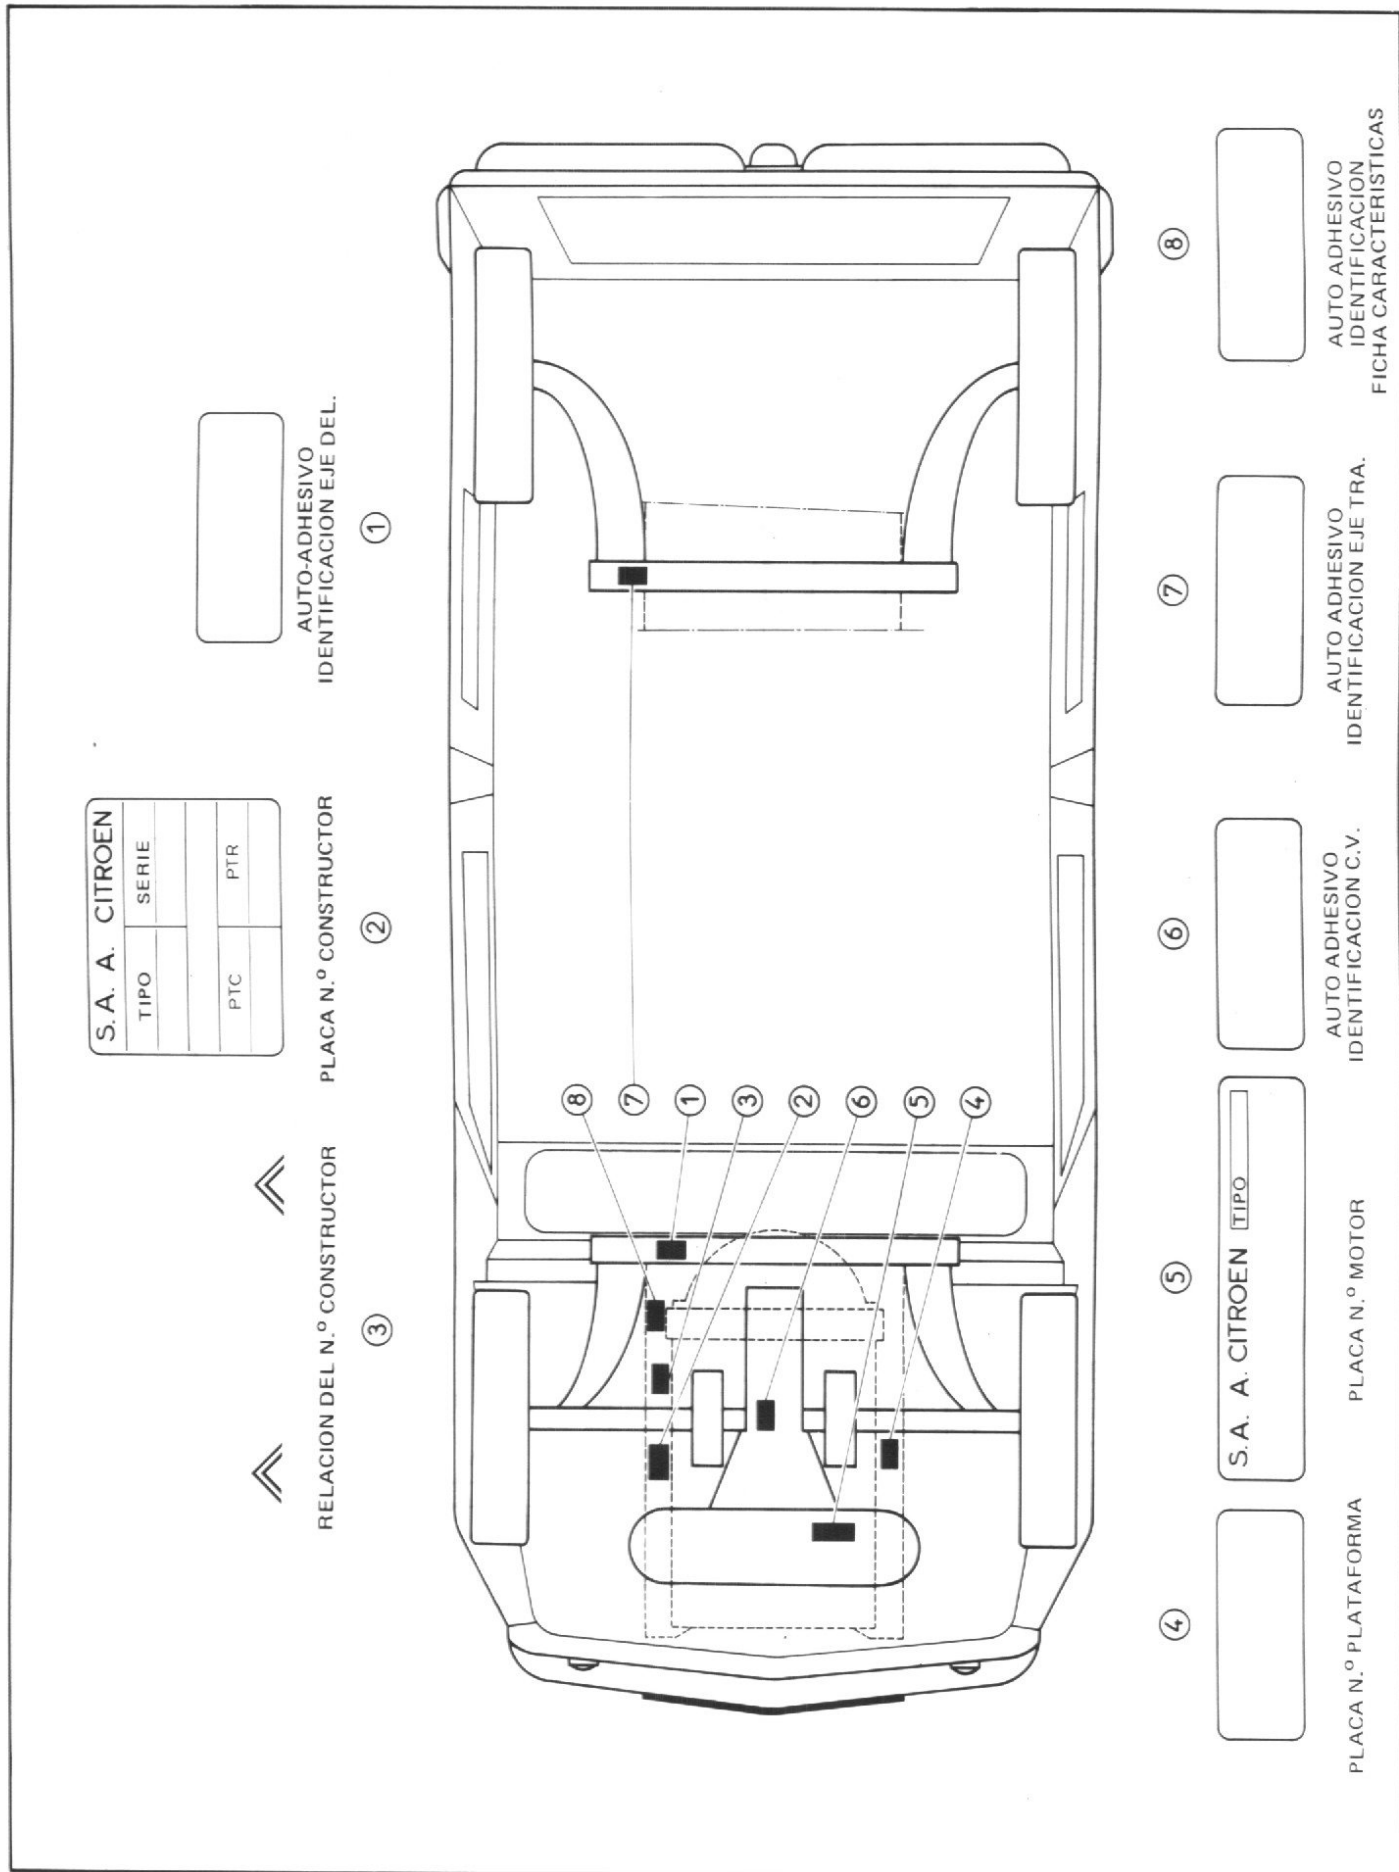 RELACION DEL N.º CONSTRUCTOR
③
S. A. A. CITROEN
TIPO SERIE
PTC PTR
PLACA N.º CONSTRUCTOR
②
AUTO-ADHESIVO
IDENTIFICACION EJE DEL.
①
⑧
⑦
①
③
②
⑥
⑤
④
④
PLACA N.º PLATAFORMA
⑤
S. A. A. CITROEN TIPO
PLACA N.º MOTOR
⑥
AUTO ADHESIVO
IDENTIFICACION C.V.
⑦
AUTO ADHESIVO
IDENTIFICACION EJE TRA.
⑧
AUTO ADHESIVO
IDENTIFICACION
FICHA CARACTERISTICAS